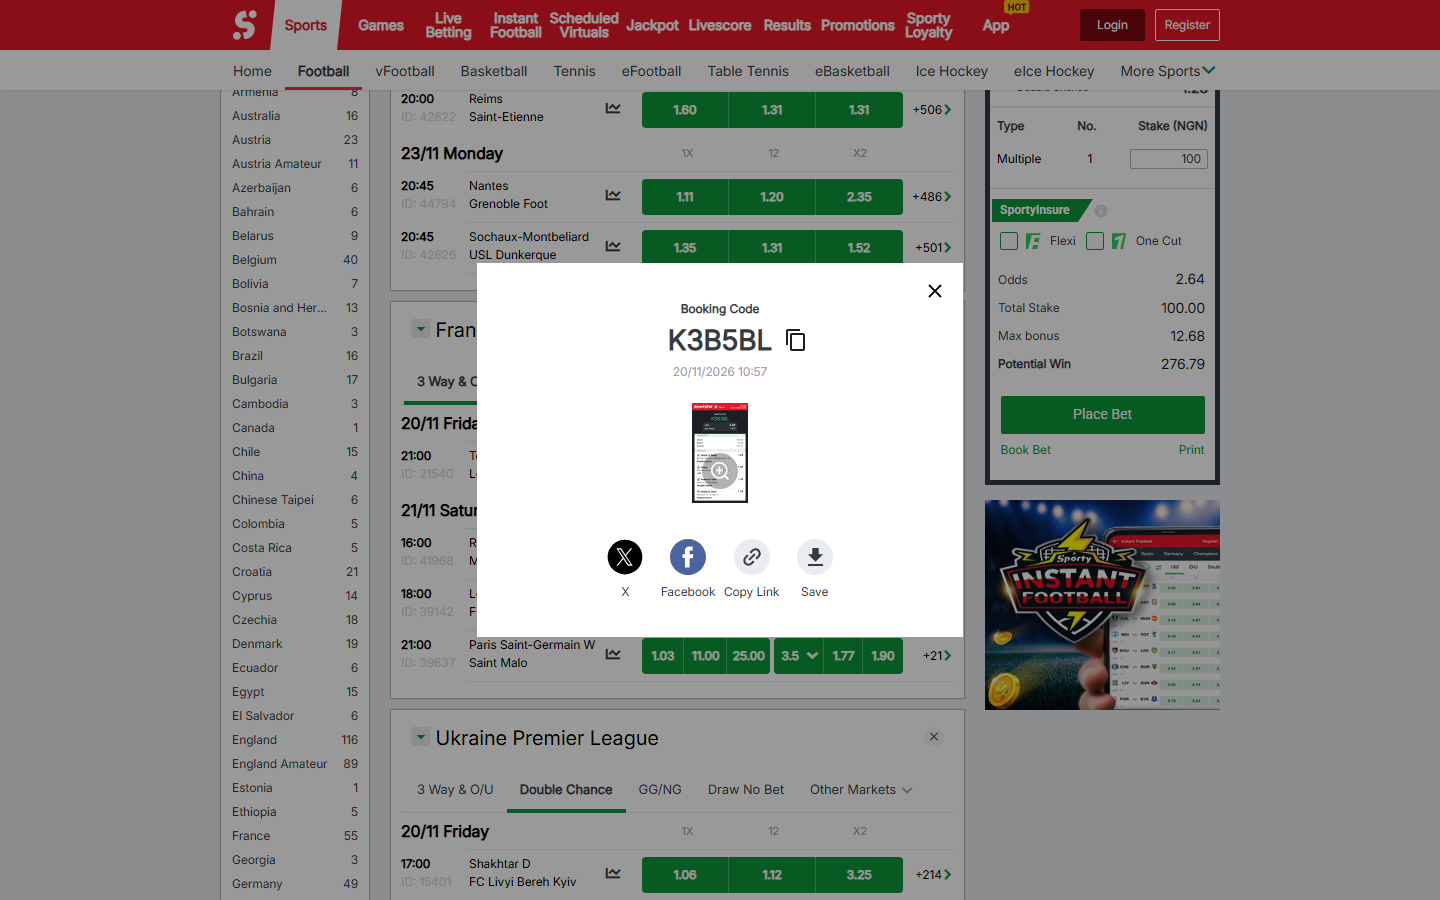 Sports
Games
Live Betting
Instant Football
Scheduled Virtuals
Jackpot
Livescore
Results
Promotions
Sporty Loyalty
App
HOT
Login
Register
Home
Football
vFootball
Basketball
Tennis
eFootball
Table Tennis
eBasketball
Ice Hockey
eIce Hockey
More Sports
Armenia 8
Australia 16
Austria 23
Austria Amateur 11
Azerbaijan 6
Bahrain 6
Belarus 9
Belgium 40
Bolivia 7
Bosnia and Her... 13
Botswana 3
Brazil 16
Bulgaria 17
Cambodia 3
Canada 1
Chile 15
China 4
Chinese Taipei 6
Colombia 5
Costa Rica 5
Croatia 21
Cyprus 14
Czechia 18
Denmark 19
Ecuador 6
Egypt 15
El Salvador 6
England 116
England Amateur 89
Estonia 1
Ethiopia 5
France 55
Georgia 3
Germany 49
20:00 Reims 1.60 1.31 1.31 +506
ID: 42822 Saint-Etienne
23/11 Monday 1X 12 X2
20:45 Nantes 1.11 1.20 2.35 +486
ID: 44794 Grenoble Foot
20:45 Sochaux-Montbeliard 1.35 1.31 1.52 +501
ID: 42826 USL Dunkerque
Fran
3 Way & O
20/11 Frida
21:00
ID: 21540
21/11 Satur
16:00
ID: 41968
18:00
ID: 39142
21:00 Paris Saint-Germain W 1.03 11.00 25.00 3.5 1.77 1.90 +21
ID: 39637 Saint Malo
Ukraine Premier League
3 Way & O/U
Double Chance
GG/NG
Draw No Bet
Other Markets
20/11 Friday 1X 12 X2
17:00 Shakhtar D 1.06 1.12 3.25 +214
ID: 15401 FC Livyi Bereh Kyiv
Booking Code
K3B5BL
20/11/2026 10:57
X
Facebook
Copy Link
Save
Type No. Stake (NGN)
Multiple 1 100
SportyInsure
Flexi
One Cut
Odds 2.64
Total Stake 100.00
Max bonus 12.68
Potential Win 276.79
Place Bet
Book Bet
Print
Sporty
INSTANT
FOOTBALL
Instant Football
Register